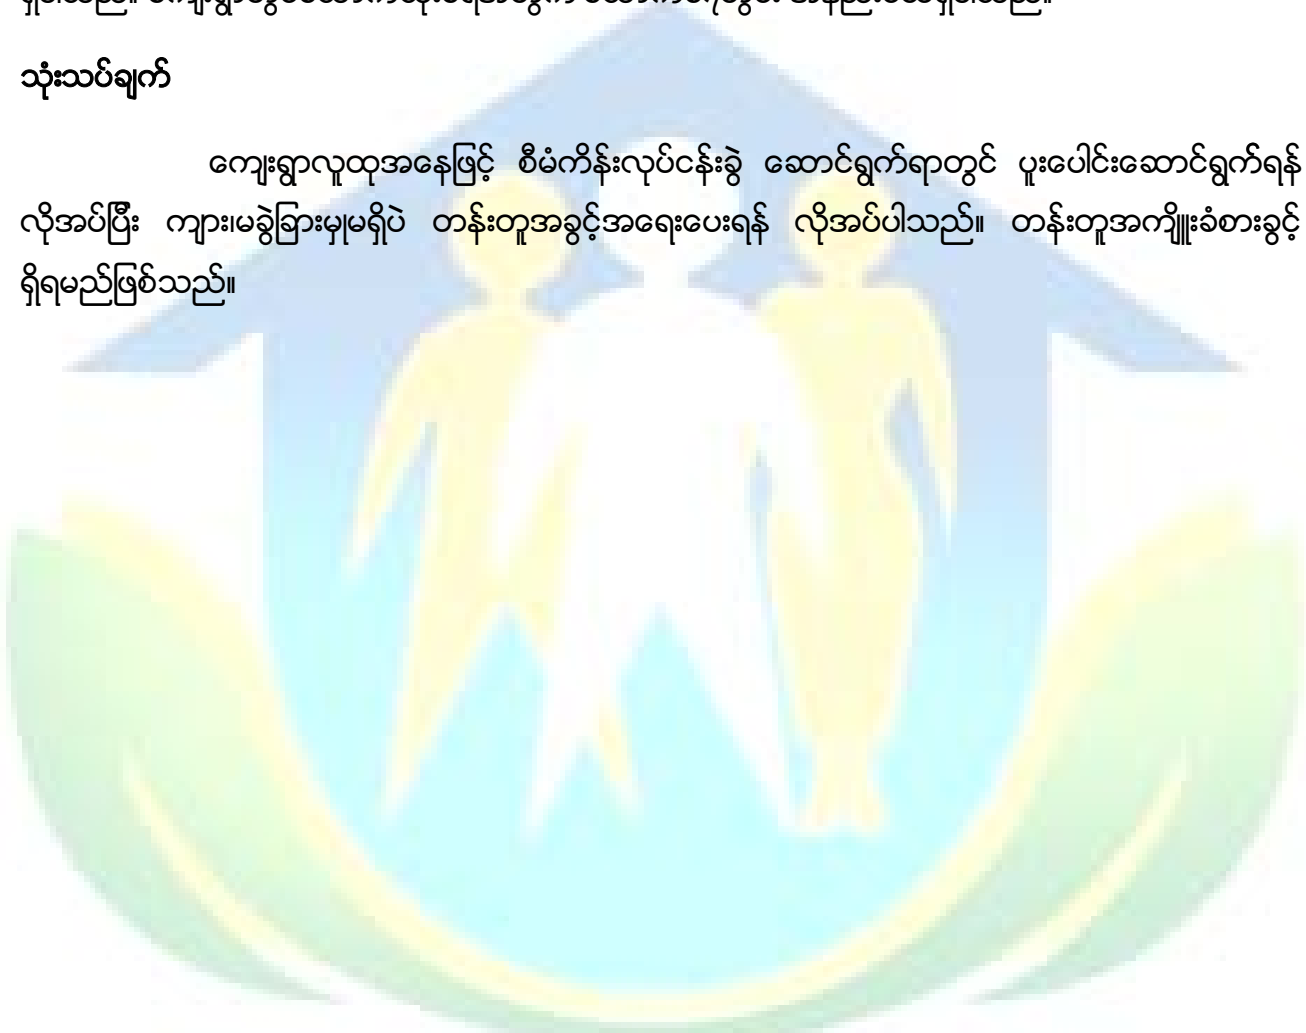 သုံးသပ်ချက်
ကျေးရွာလူထုအနေဖြင့် စီမံကိန်းလုပ်ငန်းခွဲ ဆောင်ရွက်ရာတွင် ပူးပေါင်းဆောင်ရွက်ရန်
လိုအပ်ပြီး ကျား၊မခွဲခြားမှုမရှိပဲ တန်းတူအခွင့်အရေးပေးရန် လိုအပ်ပါသည်။ တန်းတူအကျိုးခံစားခွင့်
ရှိရမည်ဖြစ်သည်။